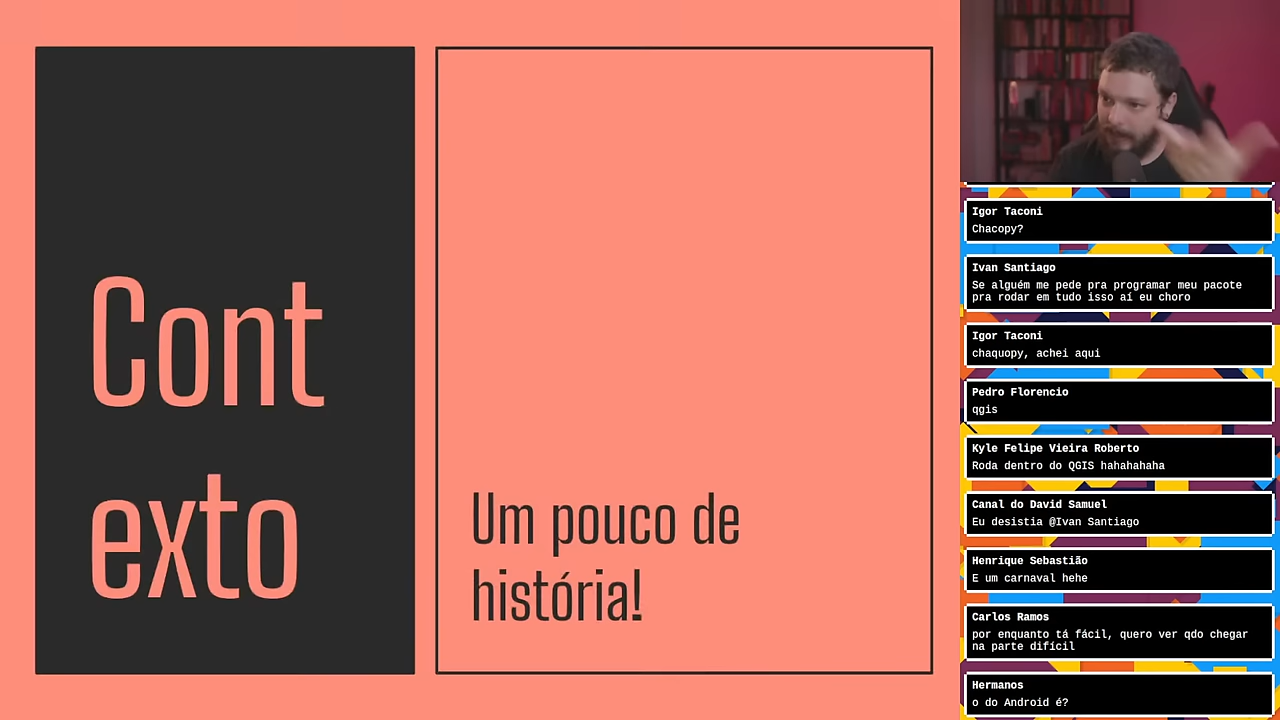 Cont
exto
Um pouco de
história!
Igor Taconi
Chacopy?
Ivan Santiago
Se alguém me pede pra programar meu pacote
pra rodar em tudo isso aí eu choro
Igor Taconi
chaquopy, achei aqui
Pedro Florencio
qgis
Kyle Felipe Vieira Roberto
Roda dentro do QGIS hahahahaha
Canal do David Samuel
Eu desistia @Ivan Santiago
Henrique Sebastião
E um carnaval hehe
Carlos Ramos
por enquanto tá fácil, quero ver qdo chegar
na parte difícil
Hermanos
o do Android é?